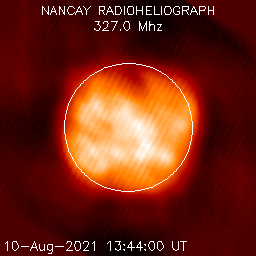 NANCAY RADIOHELIOGRAPH
327.0 Mhz
10-Aug-2021 13:44:00 UT